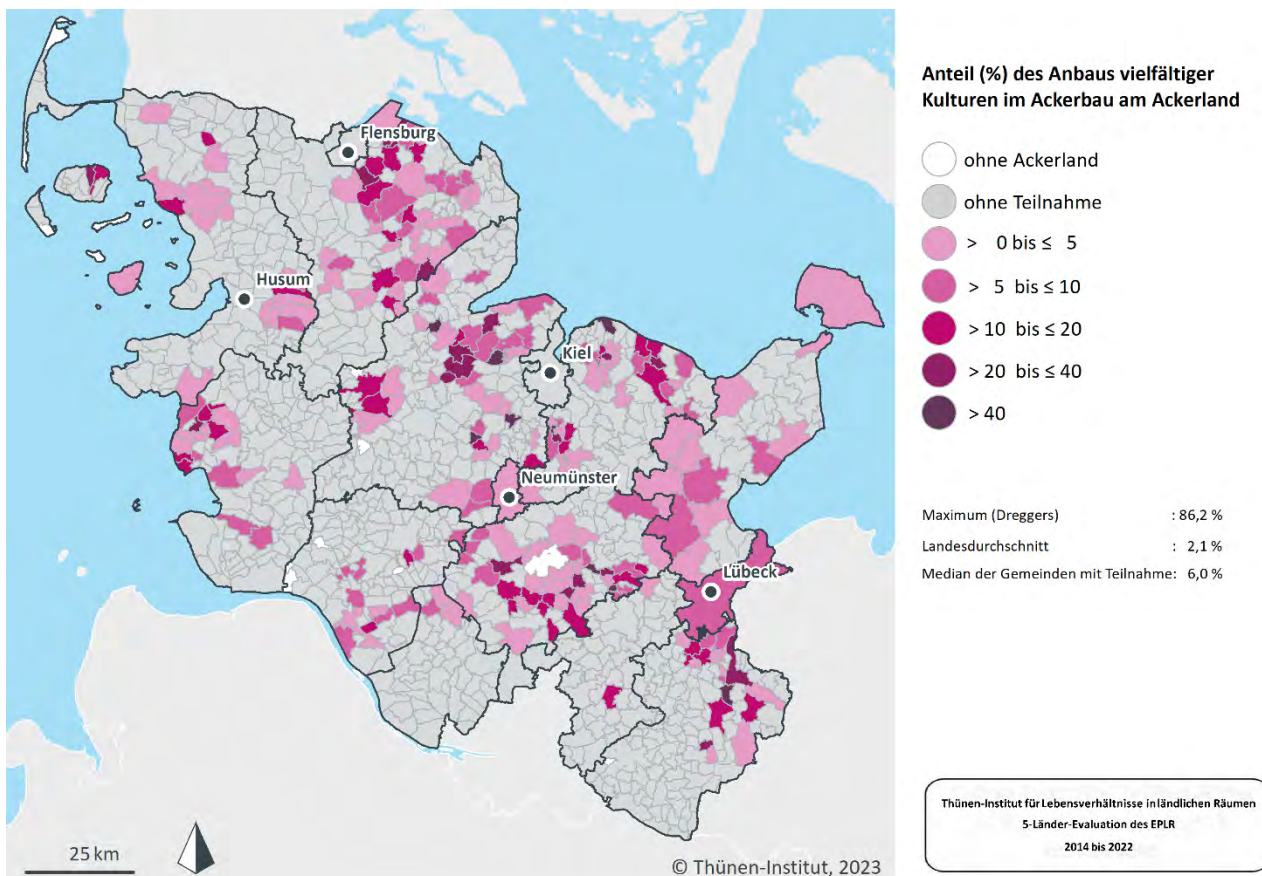 Flensburg
Husum
Kiel
Neumünster
Lübeck
25 km
© Thünen-Institut, 2023
Anteil (%) des Anbaus vielfältiger
Kulturen im Ackerbau am Ackerland
ohne Ackerland
ohne Teilnahme
> 0 bis ≤ 5
> 5 bis ≤ 10
> 10 bis ≤ 20
> 20 bis ≤ 40
> 40
Maximum (Dreggers) : 86,2 %
Landesdurchschnitt : 2,1 %
Median der Gemeinden mit Teilnahme: 6,0 %
Thünen-Institut für Lebensverhältnisse in ländlichen Räumen
5-Länder-Evaluation des EPLR
2014 bis 2022